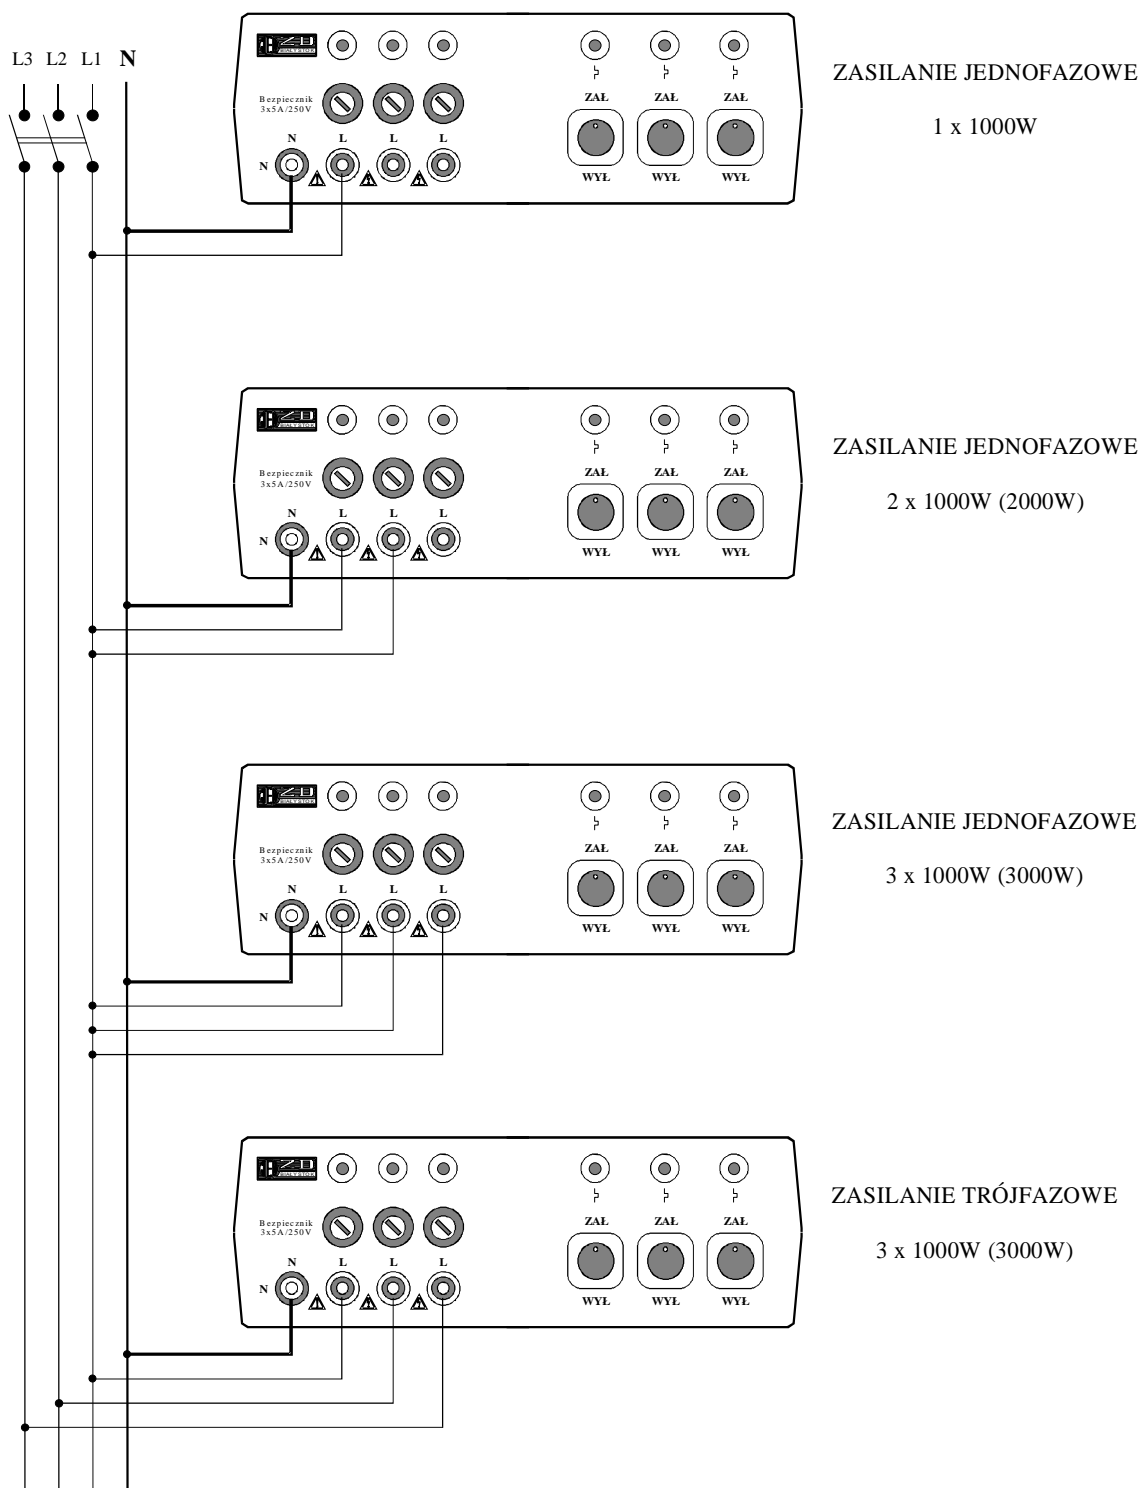 L3 L2 L1 N
Bezpiecznik
3x5A/250V
N L L L
N
ZAŁ ZAŁ ZAŁ
WYŁ WYŁ WYŁ
ZASILANIE JEDNOFAZOWE
1 x 1000W
BIAŁYSTOK
Bezpiecznik
3x5A/250V
N L L L
N
ZAŁ ZAŁ ZAŁ
WYŁ WYŁ WYŁ
ZASILANIE JEDNOFAZOWE
2 x 1000W (2000W)
BIAŁYSTOK
Bezpiecznik
3x5A/250V
N L L L
N
ZAŁ ZAŁ ZAŁ
WYŁ WYŁ WYŁ
ZASILANIE JEDNOFAZOWE
3 x 1000W (3000W)
BIAŁYSTOK
Bezpiecznik
3x5A/250V
N L L L
N
ZAŁ ZAŁ ZAŁ
WYŁ WYŁ WYŁ
ZASILANIE TRÓJFAZOWE
3 x 1000W (3000W)